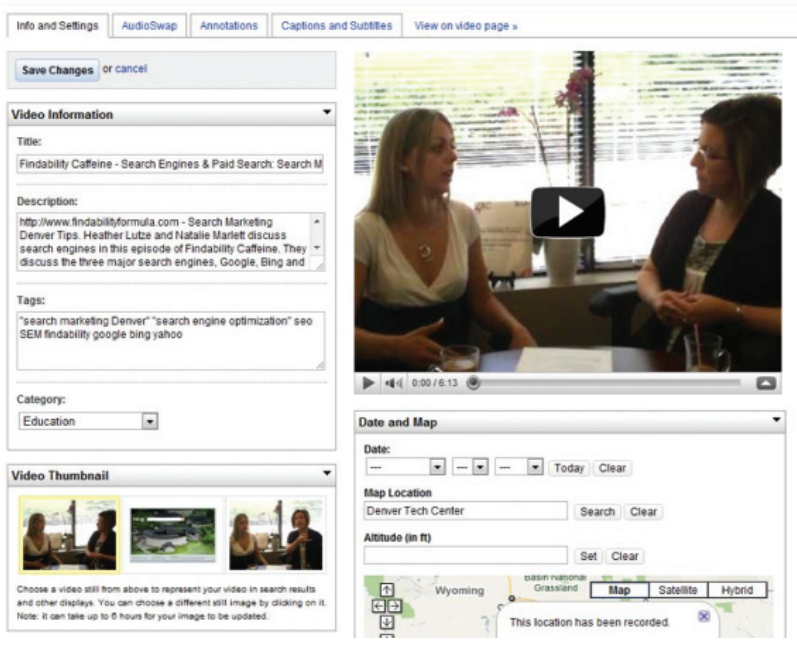 Info and Settings
AudioSwap
Annotations
Captions and Subtitles
View on video page »
Save Changes or cancel
Video Information
Title:
Findability Caffeine - Search Engines & Paid Search: Search M
Description:
http://www.findabilityformula.com - Search Marketing
Denver Tips. Heather Lutze and Natalie Marlett discuss
search engines in this episode of Findability Caffeine. They
discuss the three major search engines, Google, Bing and
Tags:
"search marketing Denver" "search engine optimization" seo
SEM findability google bing yahoo
Category:
Education
Video Thumbnail
Choose a video still from above to represent your video in search results
and other displays. You can choose a different still image by clicking on it.
Note: it can take up to 6 hours for your image to be updated.
0:00 / 6:13
Date and Map
Date:
--- --- --- Today Clear
Map Location
Denver Tech Center Search Clear
Altitude (in ft)
Set Clear
Wyoming
Basin National
Grassland
Map Satellite Hybrid
This location has been recorded.